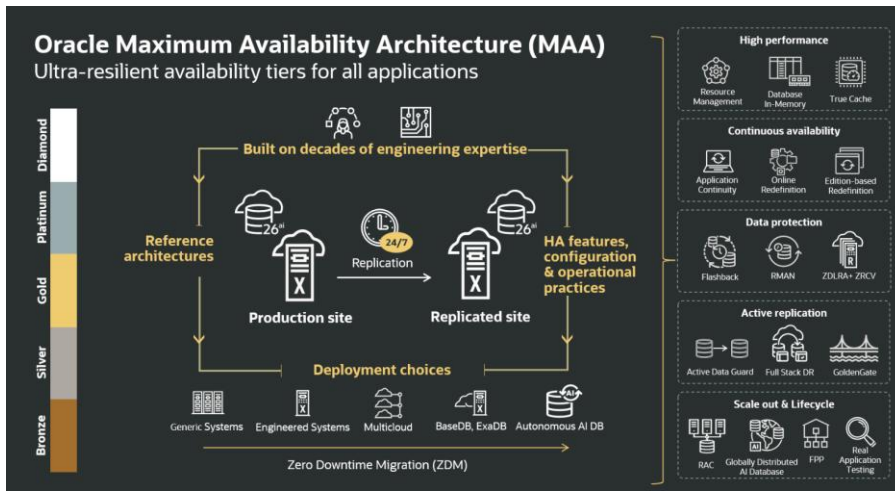 Oracle Maximum Availability Architecture (MAA)
Ultra-resilient availability tiers for all applications
Diamond
Platinum
Gold
Silver
Bronze
Built on decades of engineering expertise
Reference
architectures
26ai
24/7
Replication
26ai
HA features,
configuration
& operational
practices
X
Production site
X
Replicated site
Deployment choices
Generic Systems
Engineered Systems
Multicloud
BaseDB, ExaDB
AI
Autonomous AI DB
Zero Downtime Migration (ZDM)
High performance
Resource
Management
Database
In-Memory
True Cache
Continuous availability
Application
Continuity
Online
Redefinition
Edition-based
Redefinition
Data protection
Flashback
RMAN
R
ZDLRA+ ZRCV
Active replication
Active Data Guard
Full Stack DR
GoldenGate
Scale out & Lifecycle
RAC
AI
Globally Distributed
AI Database
FPP
Real
Application
Testing